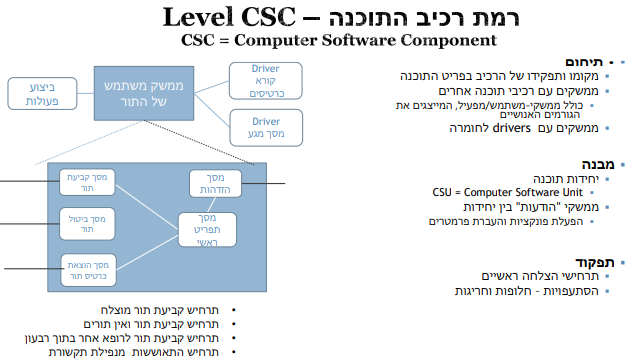 רמת רכיב התוכנה – Level CSC
CSC = Computer Software Component
תיחום
מקומו ותפקידו של הרכיב בפריט התוכנה
ממשקים עם רכיבי תוכנה אחרים
כולל ממשקי-משתמש/מפעיל, המייצגים את
הגורמים האנושיים
ממשקים עם drivers לחומרה
מבנה
יחידות תוכנה
CSU = Computer Software Unit
ממשקי "הודעות" בין יחידות
הפעלת פונקציות והעברת פרמטרים
תפקוד
תרחישי הצלחה ראשיים
הסתעפויות - חלופות וחריגות
Driver
קורא
כרטיסים
ממשק משתמש
של התור
ביצוע
פעולות
Driver
מסך מגע
מסך
הזדהות
מסך קביעת
תור
מסך
תפריט
ראשי
מסך ביטול
תור
מסך הוצאת
כרטיס תור
תרחיש קביעת תור מוצלח
תרחיש קביעת תור ואין תורים
תרחיש קביעת תור לרופא אחר בתוך רבעון
תרחיש התאוששות מנפילת תקשורת